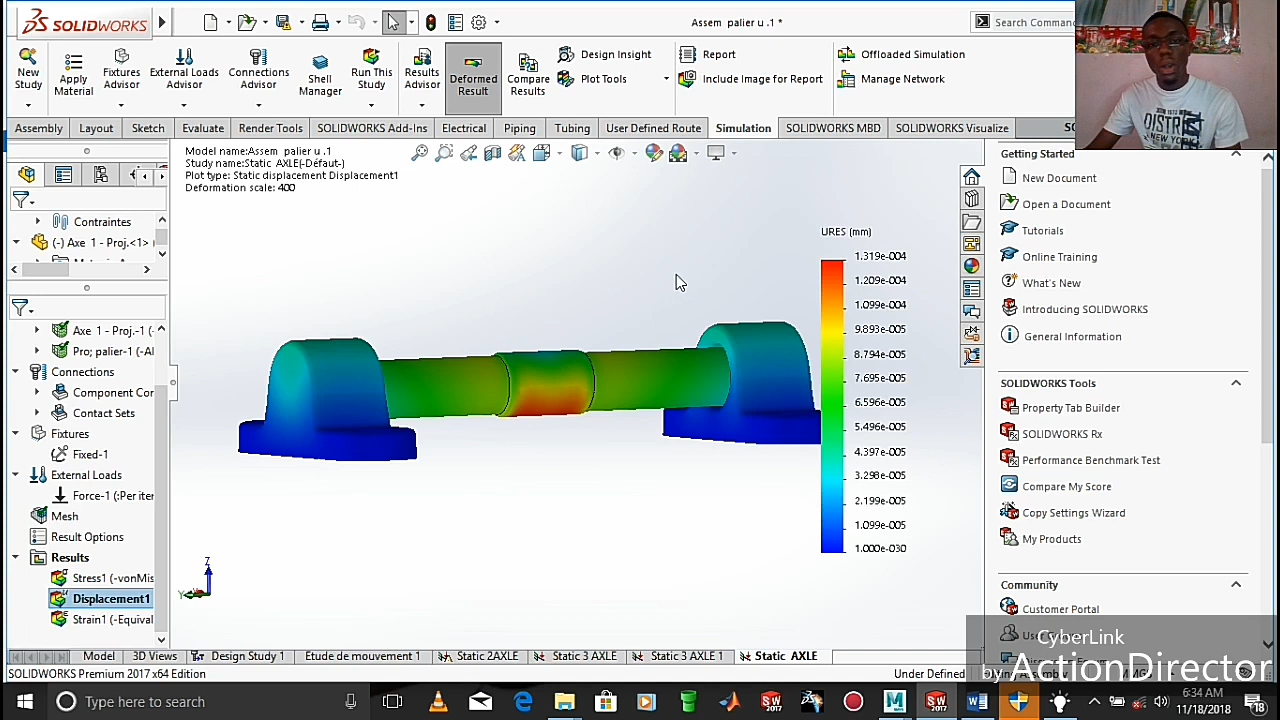 SOLIDWORKS
Assem palier u .1 *
Search Comman
New Study
Apply Material
Fixtures Advisor
External Loads Advisor
Connections Advisor
Shell Manager
Run This Study
Results Advisor
Deformed Result
Compare Results
Design Insight
Plot Tools
Report
Include Image for Report
Offloaded Simulation
Manage Network
DISTRI
NEW YORK
Assembly
Layout
Sketch
Evaluate
Render Tools
SOLIDWORKS Add-Ins
Electrical
Piping
Tubing
User Defined Route
Simulation
SOLIDWORKS MBD
SOLIDWORKS Visualize
SO
Model name:Assem palier u .1
Study name:Static AXLE(-Défaut-)
Plot type: Static displacement Displacement1
Deformation scale: 400
Contraintes
(-) Axe 1 - Proj.<1> (
Axe 1 - Proj.-1 (-
Pro; palier-1 (-Al
Connections
Component Cor
Contact Sets
Fixtures
Fixed-1
External Loads
Force-1 (:Per iter
Mesh
Result Options
Results
Stress1 (-vonMis
Displacement1
Strain1 (-Equival
URES (mm)
1.319e-004
1.209e-004
1.099e-004
9.893e-005
8.794e-005
7.695e-005
6.596e-005
5.496e-005
4.397e-005
3.298e-005
2.199e-005
1.099e-005
1.000e-030
Z
Y
Getting Started
New Document
Open a Document
Tutorials
Online Training
What's New
Introducing SOLIDWORKS
General Information
SOLIDWORKS Tools
Property Tab Builder
SOLIDWORKS Rx
Performance Benchmark Test
Compare My Score
Copy Settings Wizard
My Products
Community
Customer Portal
CyberLink
by ActionDirector
Model
3D Views
Design Study 1
Etude de mouvement 1
Static 2AXLE
Static 3 AXLE
Static 3 AXLE 1
Static AXLE
SOLIDWORKS Premium 2017 x64 Edition
Under Defined
Type here to search
6:34 AM
11/18/2018
18